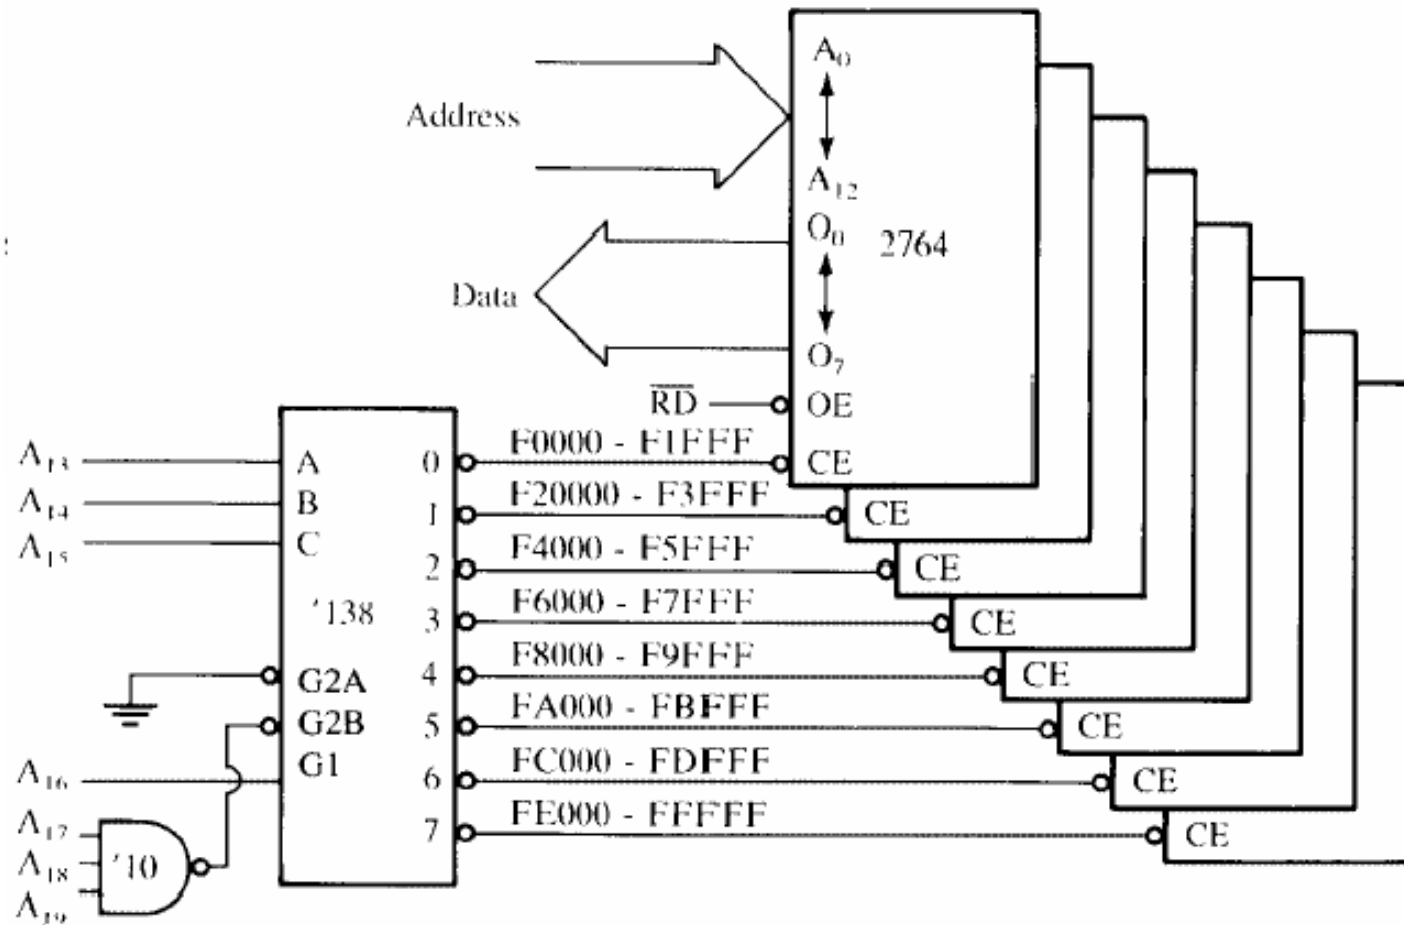 A₀
Address
A₁₂
O₀
2764
Data
O₇
RD
OE
F0000 - F1FFF
A₁₃
A
0
CE
F20000 - F3FFF
A₁₄
B
1
CE
A₁₅
C
F4000 - F5FFF
2
CE
'138
F6000 - F7FFF
3
CE
F8000 - F9FFF
G2A
4
CE
FA000 - FBFFF
G2B
5
CE
G1
FC000 - FDFFF
A₁₆
6
CE
FE000 - FFFFF
A₁₇
7
CE
'10
A₁₈
A₁₉